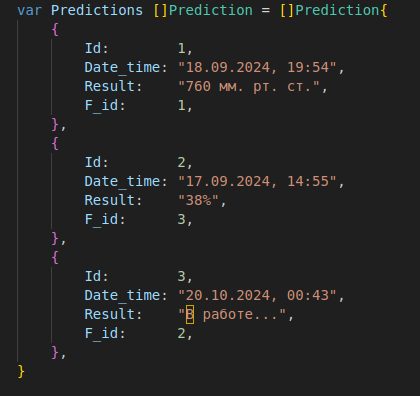 var Predictions []Prediction = []Prediction{
{
Id: 1,
Date_time: "18.09.2024, 19:54",
Result: "760 мм. рт. ст.",
F_id: 1,
},
{
Id: 2,
Date_time: "17.09.2024, 14:55",
Result: "38%",
F_id: 3,
},
{
Id: 3,
Date_time: "20.10.2024, 00:43",
Result: "В работе...",
F_id: 2,
},
}